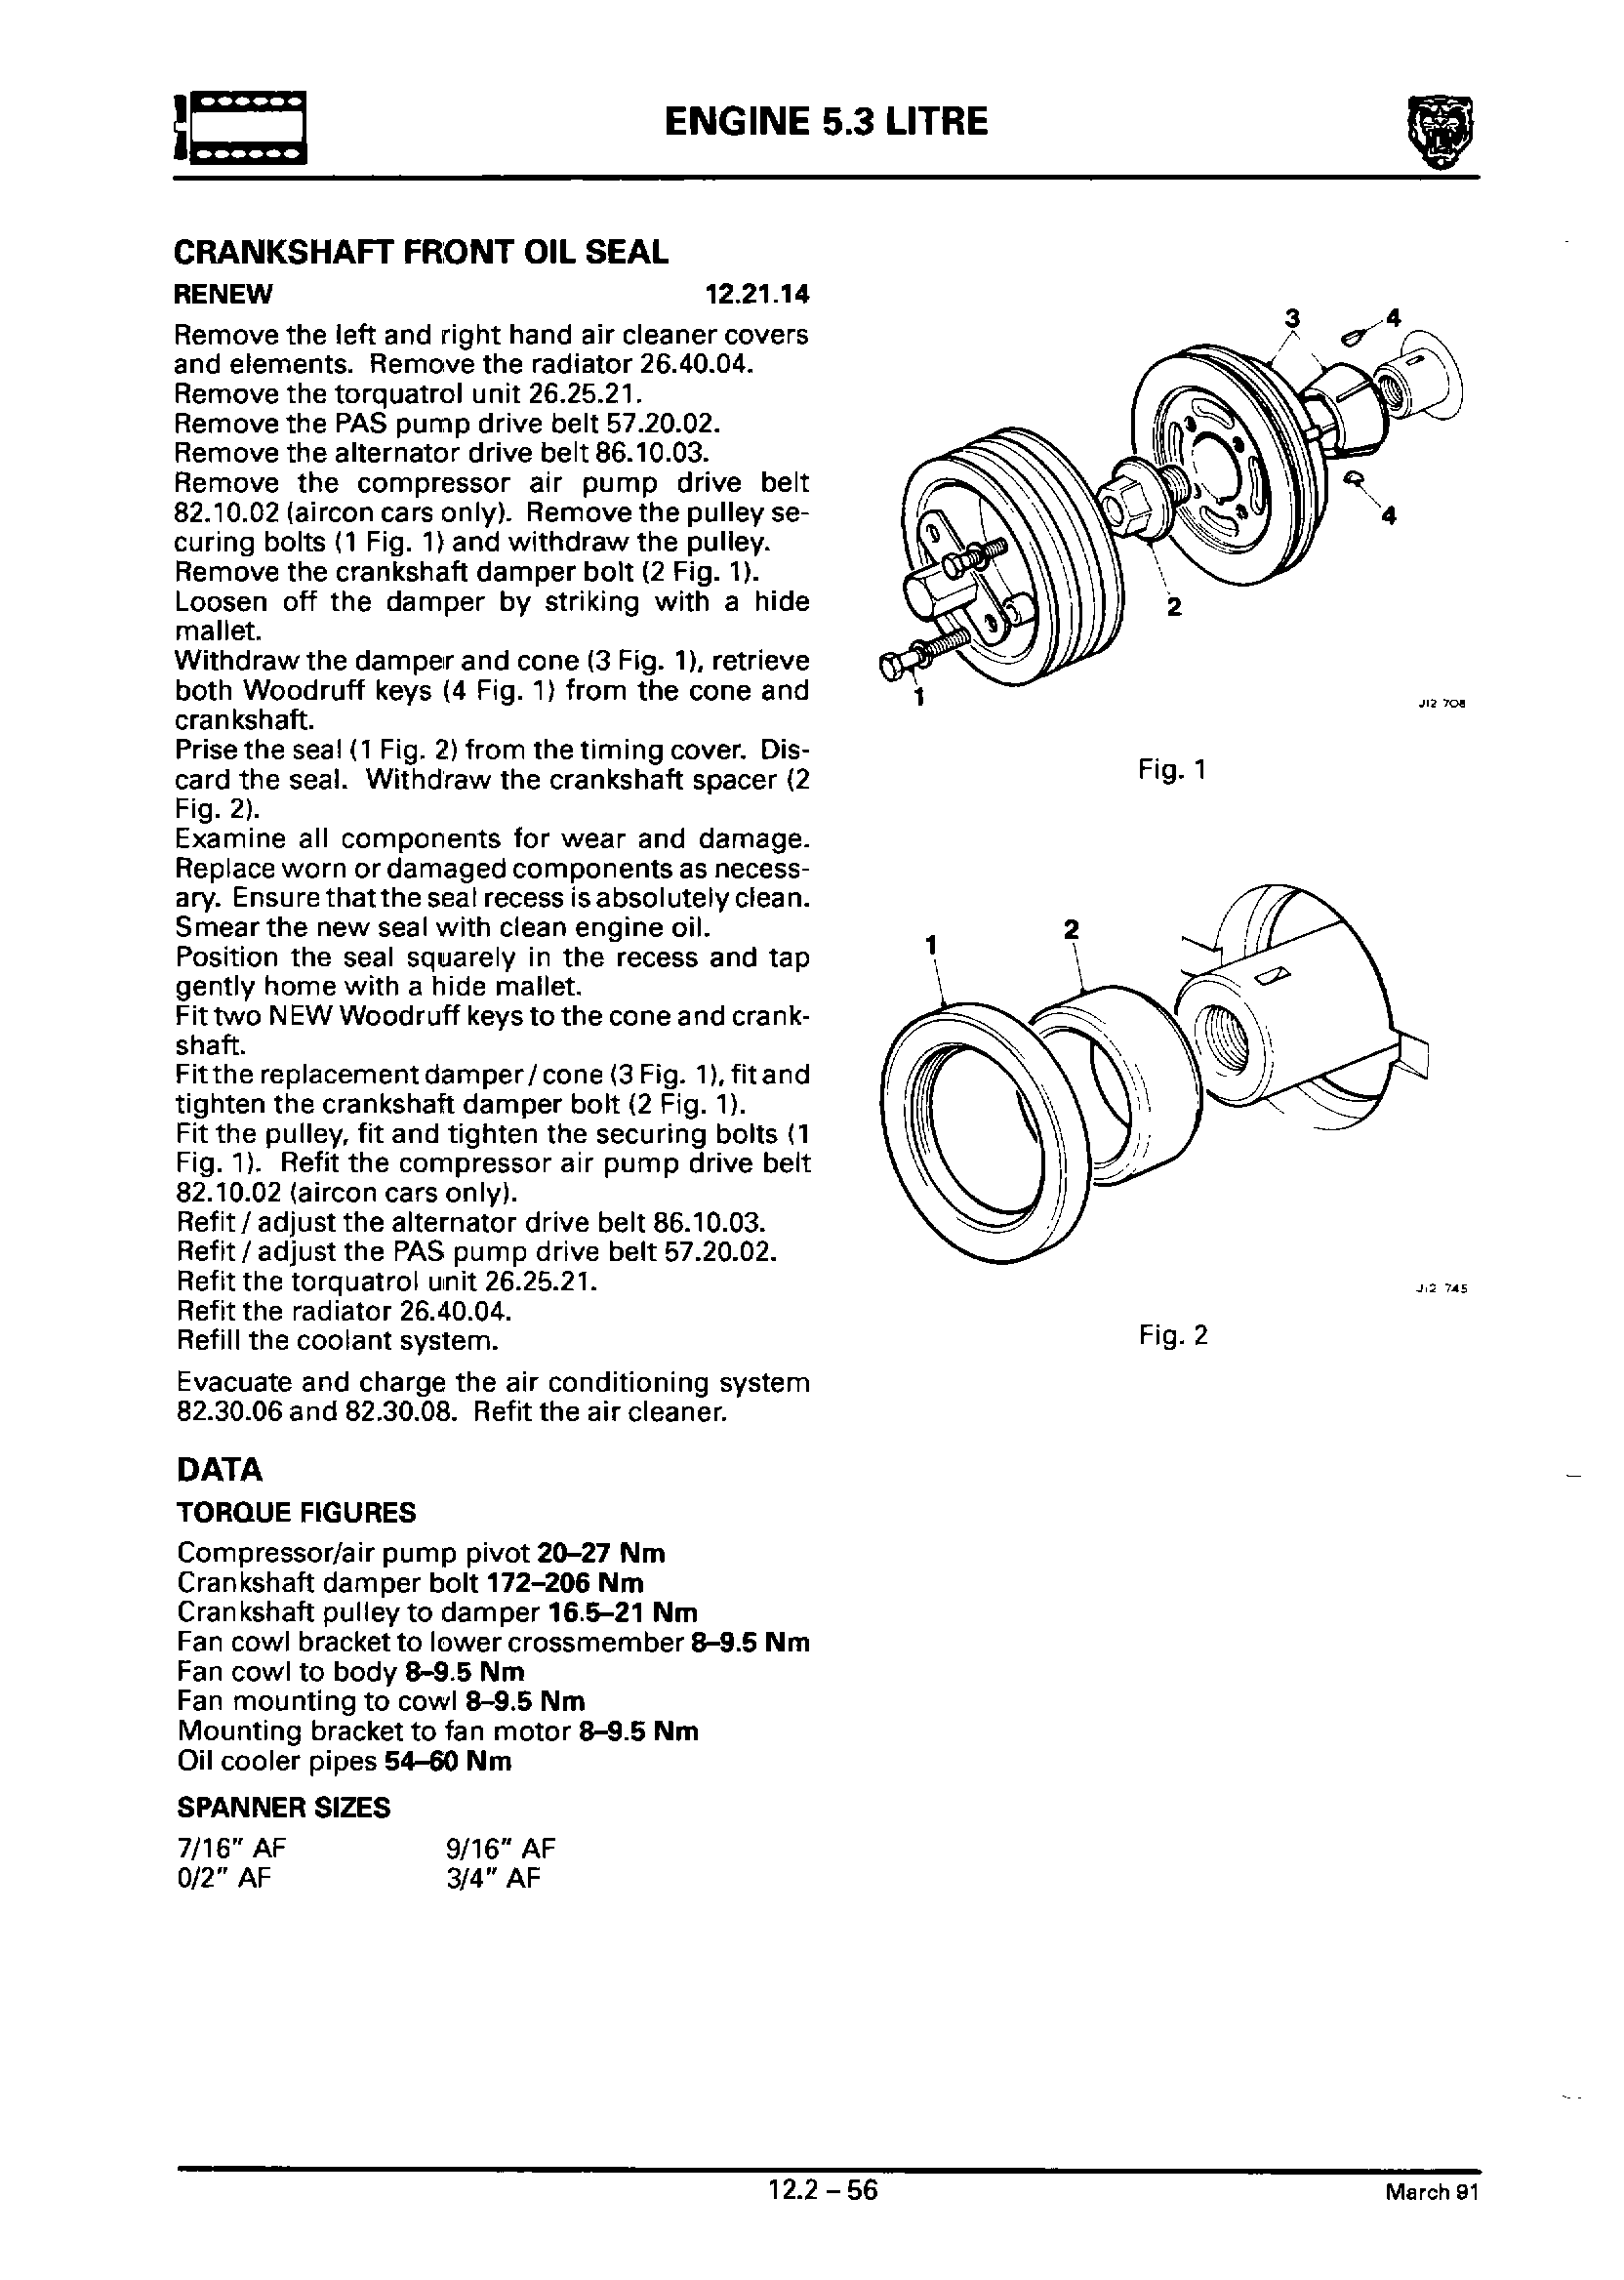 ENGINE 5.3 LITRE
CRANKSHAFT FRONT OIL SEAL
RENEW 12.21.14
Remove the left and right hand air cleaner covers
and elements. Remove the radiator 26.40.04.
Remove the torquatrol unit 26.25.21.
Remove the PAS pump drive belt 57.20.02.
Remove the alternator drive belt 86.10.03.
Remove the compressor air pump drive belt
82.10.02 (aircon cars only). Remove the pulley se-
curing bolts (1 Fig. 1) and withdraw the pulley.
Remove the crankshaft damper bolt (2 Fig. 1).
Loosen off the damper by striking with a hide
mallet.
Withdraw the damper and cone (3 Fig. 1), retrieve
both Woodruff keys (4 Fig. 1) from the cone and
crankshaft.
Prise the seal (1 Fig. 2) from the timing cover. Dis-
card the seal. Withdraw the crankshaft spacer (2
Fig. 2).
Examine all components for wear and damage.
Replace worn or damaged components as necess-
ary. Ensure that the seal recess is absolutely clean.
Smear the new seal with clean engine oil.
Position the seal squarely in the recess and tap
gently home with a hide mallet.
Fit two NEW Woodruff keys to the cone and crank-
shaft.
Fit the replacement damper / cone (3 Fig. 1), fit and
tighten the crankshaft damper bolt (2 Fig. 1).
Fit the pulley, fit and tighten the securing bolts (1
Fig. 1). Refit the compressor air pump drive belt
82.10.02 (aircon cars only).
Refit / adjust the alternator drive belt 86.10.03.
Refit / adjust the PAS pump drive belt 57.20.02.
Refit the torquatrol unit 26.25.21.
Refit the radiator 26.40.04.
Refill the coolant system.
Evacuate and charge the air conditioning system
82.30.06 and 82.30.08. Refit the air cleaner.
DATA
TORQUE FIGURES
Compressor/air pump pivot 20–27 Nm
Crankshaft damper bolt 172–206 Nm
Crankshaft pulley to damper 16.5–21 Nm
Fan cowl bracket to lower crossmember 8–9.5 Nm
Fan cowl to body 8–9.5 Nm
Fan mounting to cowl 8–9.5 Nm
Mounting bracket to fan motor 8–9.5 Nm
Oil cooler pipes 54–60 Nm
SPANNER SIZES
7/16" AF 9/16" AF
0/2" AF 3/4" AF
3 4
4
2
1
J12 708
Fig. 1
1 2
J12 745
Fig. 2
12.2 – 56
March 91